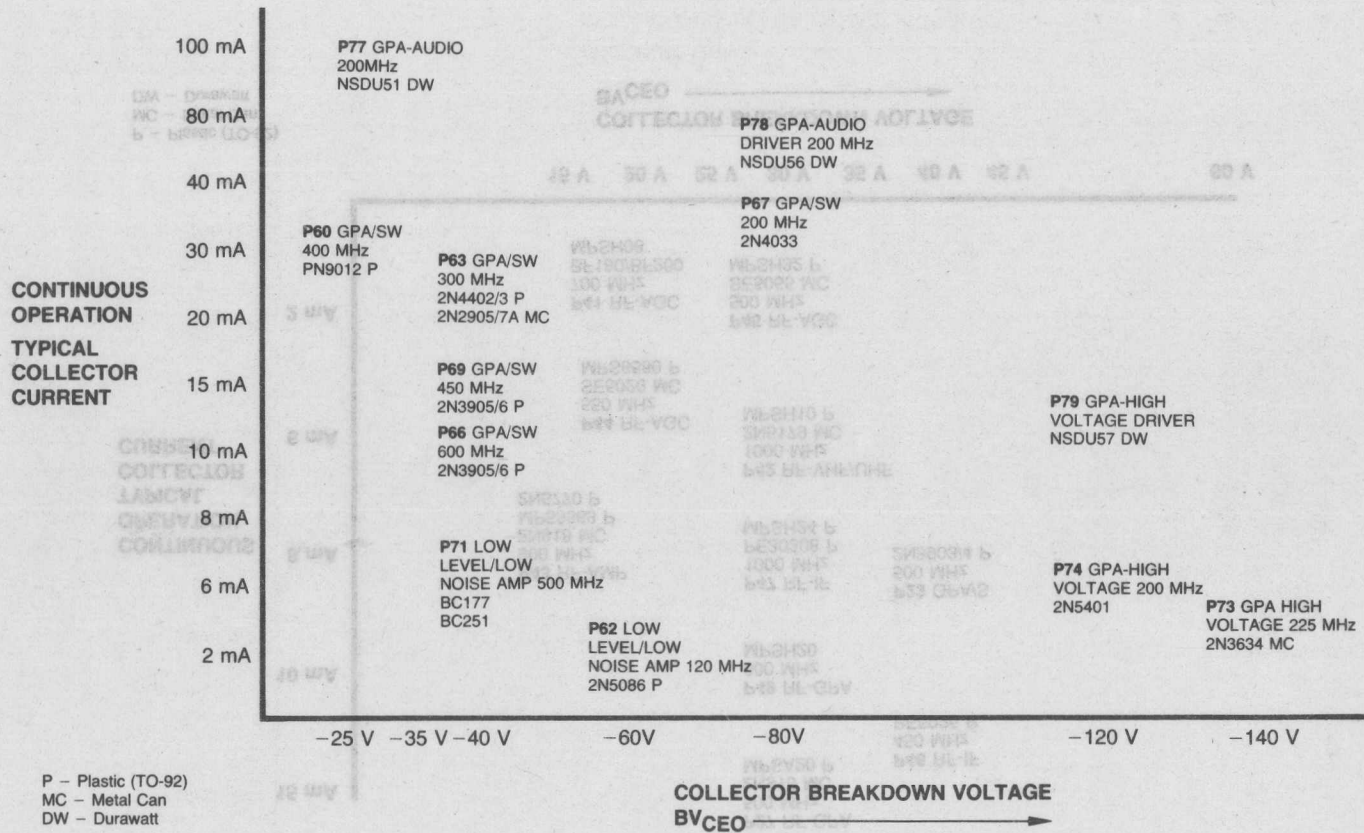 100 mA
80 mA
40 mA
30 mA
20 mA
15 mA
10 mA
8 mA
6 mA
2 mA
CONTINUOUS
OPERATION
TYPICAL
COLLECTOR
CURRENT
P77 GPA-AUDIO
200MHz
NSDU51 DW
P78 GPA-AUDIO
DRIVER 200 MHz
NSDU56 DW
P67 GPA/SW
200 MHz
2N4033
P60 GPA/SW
400 MHz
PN9012 P
P63 GPA/SW
300 MHz
2N4402/3 P
2N2905/7A MC
P69 GPA/SW
450 MHz
2N3905/6 P
P66 GPA/SW
600 MHz
2N3905/6 P
P79 GPA-HIGH
VOLTAGE DRIVER
NSDU57 DW
P71 LOW
LEVEL/LOW
NOISE AMP 500 MHz
BC177
BC251
P62 LOW
LEVEL/LOW
NOISE AMP 120 MHz
2N5086 P
P74 GPA-HIGH
VOLTAGE 200 MHz
2N5401
P73 GPA HIGH
VOLTAGE 225 MHz
2N3634 MC
−25 V −35 V −40 V −60V −80V −120 V −140 V
COLLECTOR BREAKDOWN VOLTAGE
BVCEO
P – Plastic (TO-92)
MC – Metal Can
DW – Durawatt